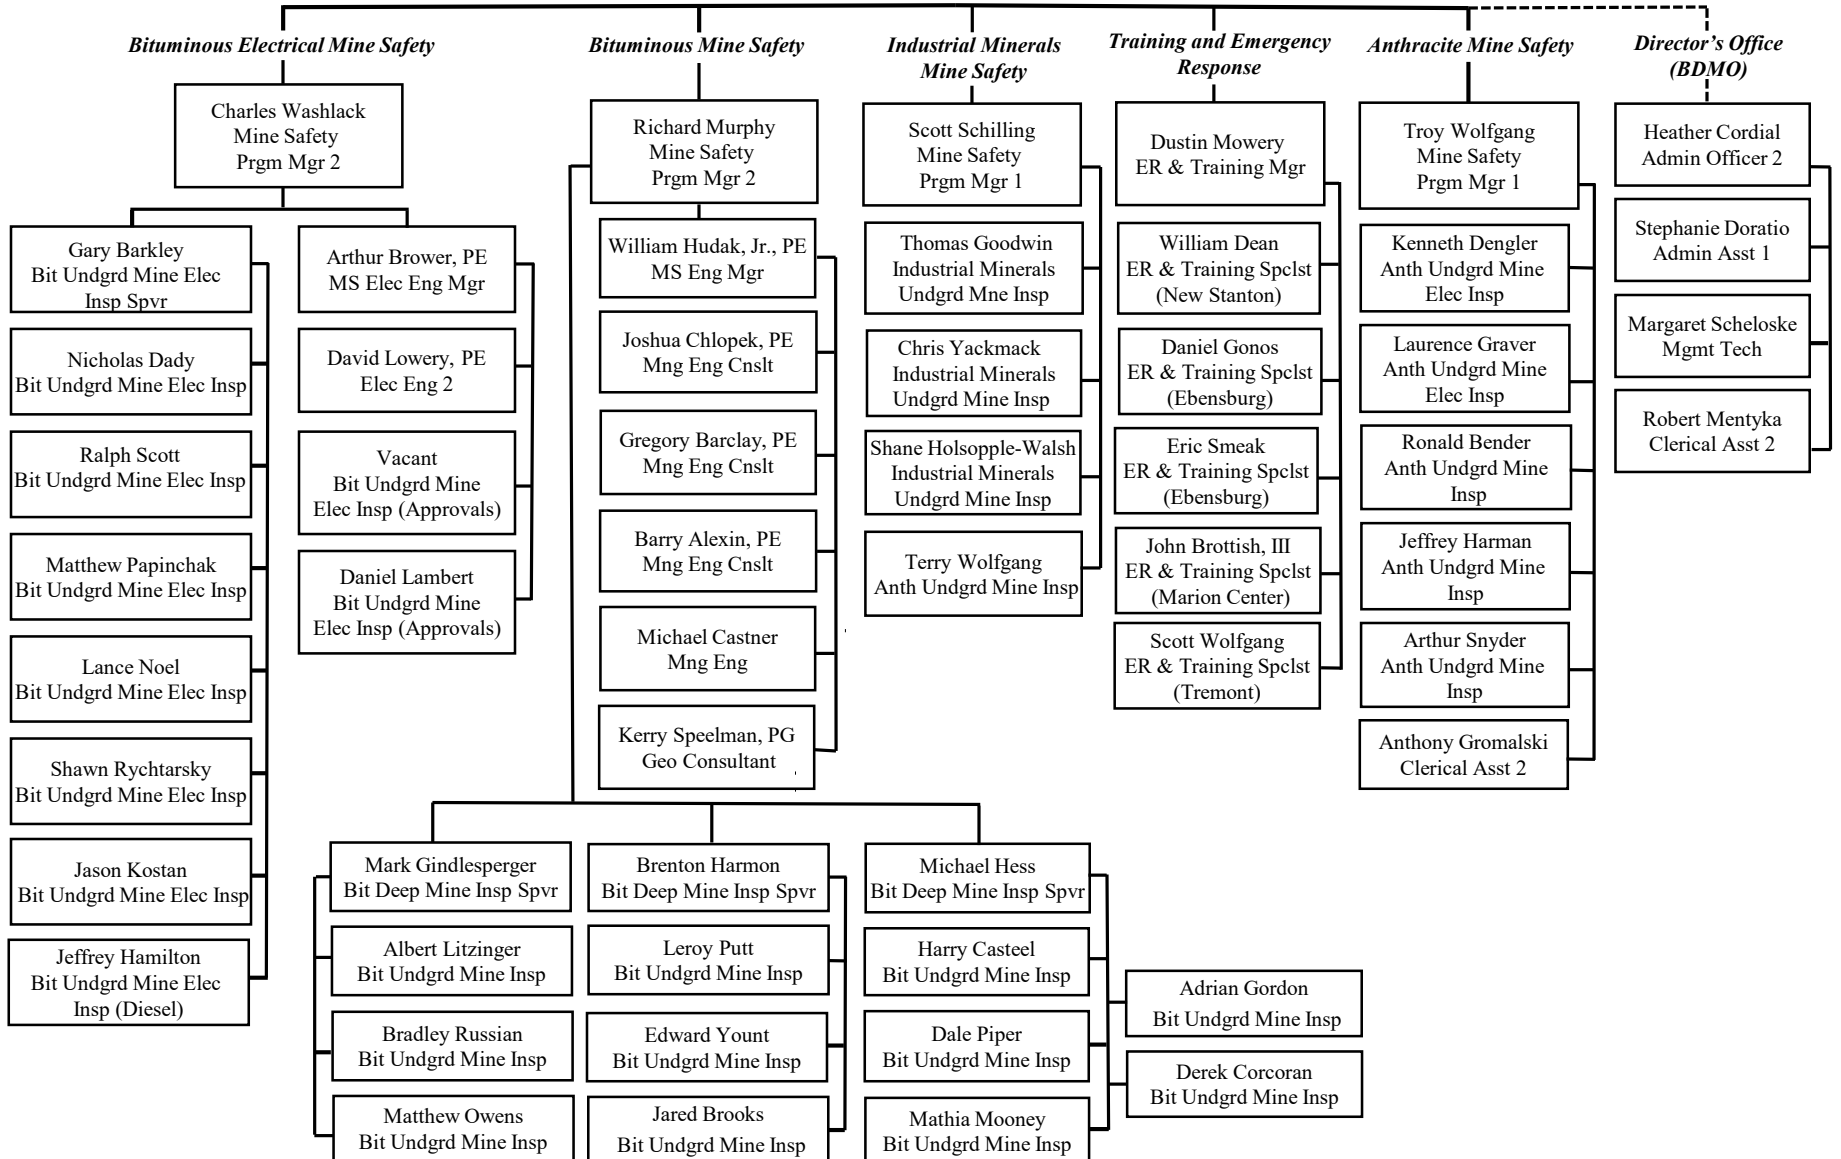 Bituminous Electrical Mine Safety
Charles Washlack
Mine Safety
Prgm Mgr 2
Gary Barkley
Bit Undgrd Mine Elec
Insp Spvr
Nicholas Dady
Bit Undgrd Mine Elec Insp
Ralph Scott
Bit Undgrd Mine Elec Insp
Matthew Papinchak
Bit Undgrd Mine Elec Insp
Lance Noel
Bit Undgrd Mine Elec Insp
Shawn Rychtarsky
Bit Undgrd Mine Elec Insp
Jason Kostan
Bit Undgrd Mine Elec Insp
Jeffrey Hamilton
Bit Undgrd Mine Elec
Insp (Diesel)
Arthur Brower, PE
MS Elec Eng Mgr
David Lowery, PE
Elec Eng 2
Vacant
Bit Undgrd Mine
Elec Insp (Approvals)
Daniel Lambert
Bit Undgrd Mine
Elec Insp (Approvals)
Bituminous Mine Safety
Richard Murphy
Mine Safety
Prgm Mgr 2
William Hudak, Jr., PE
MS Eng Mgr
Joshua Chlopek, PE
Mng Eng Cnslt
Gregory Barclay, PE
Mng Eng Cnslt
Barry Alexin, PE
Mng Eng Cnslt
Michael Castner
Mng Eng
Kerry Speelman, PG
Geo Consultant
Mark Gindlesperger
Bit Deep Mine Insp Spvr
Albert Litzinger
Bit Undgrd Mine Insp
Bradley Russian
Bit Undgrd Mine Insp
Matthew Owens
Bit Undgrd Mine Insp
Brenton Harmon
Bit Deep Mine Insp Spvr
Leroy Putt
Bit Undgrd Mine Insp
Edward Yount
Bit Undgrd Mine Insp
Jared Brooks
Bit Undgrd Mine Insp
Michael Hess
Bit Deep Mine Insp Spvr
Harry Casteel
Bit Undgrd Mine Insp
Dale Piper
Bit Undgrd Mine Insp
Mathia Mooney
Bit Undgrd Mine Insp
Adrian Gordon
Bit Undgrd Mine Insp
Derek Corcoran
Bit Undgrd Mine Insp
Industrial Minerals
Mine Safety
Scott Schilling
Mine Safety
Prgm Mgr 1
Thomas Goodwin
Industrial Minerals
Undgrd Mne Insp
Chris Yackmack
Industrial Minerals
Undgrd Mine Insp
Shane Holsopple-Walsh
Industrial Minerals
Undgrd Mine Insp
Terry Wolfgang
Anth Undgrd Mine Insp
Training and Emergency
Response
Dustin Mowery
ER & Training Mgr
William Dean
ER & Training Spclst
(New Stanton)
Daniel Gonos
ER & Training Spclst
(Ebensburg)
Eric Smeak
ER & Training Spclst
(Ebensburg)
John Brottish, III
ER & Training Spclst
(Marion Center)
Scott Wolfgang
ER & Training Spclst
(Tremont)
Anthracite Mine Safety
Troy Wolfgang
Mine Safety
Prgm Mgr 1
Kenneth Dengler
Anth Undgrd Mine
Elec Insp
Laurence Graver
Anth Undgrd Mine
Elec Insp
Ronald Bender
Anth Undgrd Mine
Insp
Jeffrey Harman
Anth Undgrd Mine
Insp
Arthur Snyder
Anth Undgrd Mine
Insp
Anthony Gromalski
Clerical Asst 2
Director's Office
(BDMO)
Heather Cordial
Admin Officer 2
Stephanie Doratio
Admin Asst 1
Margaret Scheloske
Mgmt Tech
Robert Mentyka
Clerical Asst 2